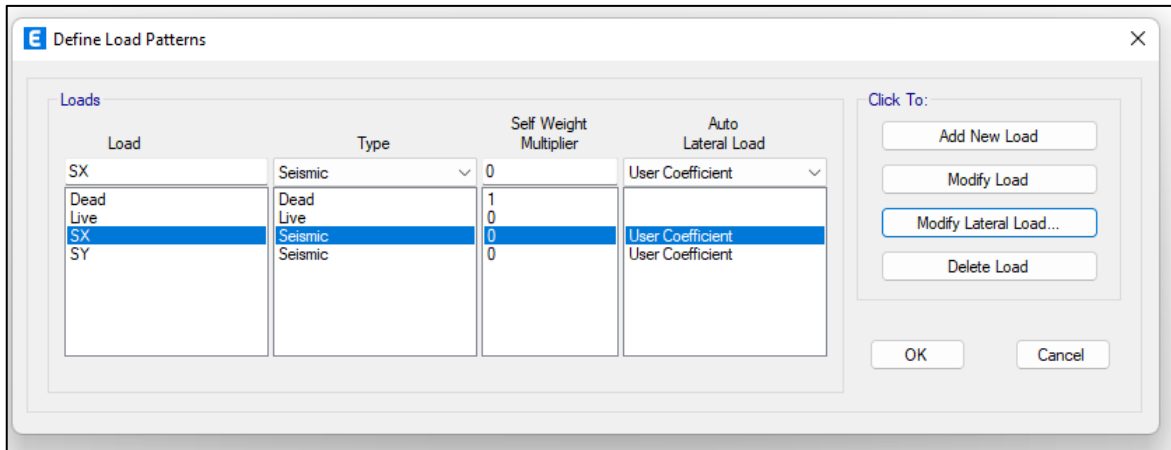 E Define Load Patterns
Loads
Click To:
Load Type Self Weight Multiplier Auto Lateral Load
SX Seismic 0 User Coefficient
Dead Dead 1
Live Live 0
SX Seismic 0 User Coefficient
SY Seismic 0 User Coefficient
Add New Load
Modify Load
Modify Lateral Load...
Delete Load
OK Cancel